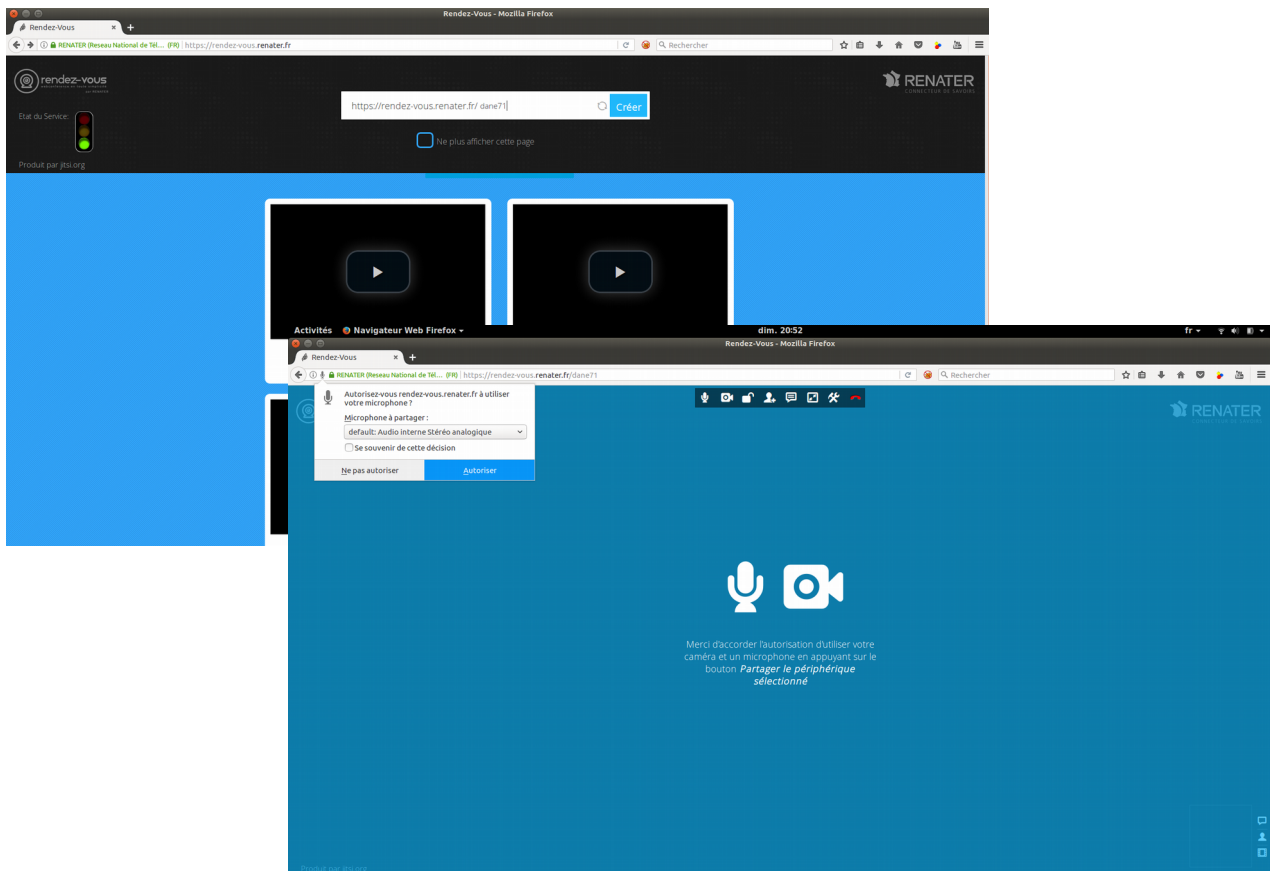 Rendez-Vous - Mozilla Firefox
Rendez-Vous
RENATER (Reseau National de Tél... (FR) https://rendez-vous.renater.fr
Rechercher
rendez-vous
par RENATER
RENATER
CONNECTEUR DE SAVOIRS
https://rendez-vous.renater.fr/ dane71
Créer
Etat du Service:
Ne plus afficher cette page
Produit par jitsi.org
Activités
Navigateur Web Firefox
dim. 20:52
fr
Rendez-Vous - Mozilla Firefox
Rendez-Vous
RENATER (Reseau National de Tél... (FR) https://rendez-vous.renater.fr/dane71
Rechercher
Autorisez-vous rendez-vous.renater.fr à utiliser
votre microphone ?
Microphone à partager :
default: Audio interne Stéréo analogique
Se souvenir de cette décision
Ne pas autoriser
Autoriser
RENATER
CONNECTEUR DE SAVOIRS
Merci d'accorder l'autorisation d'utiliser votre
caméra et un microphone en appuyant sur le
bouton Partager le périphérique
sélectionné
Produit par jitsi.org